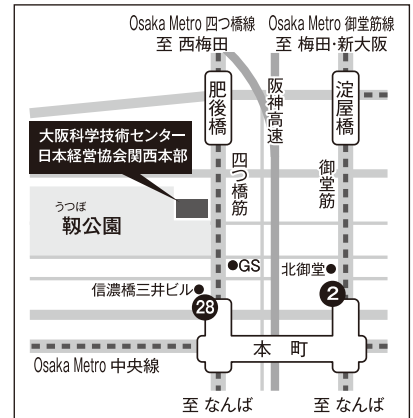 Osaka Metro 四つ橋線
至 西梅田
Osaka Metro 御堂筋線
至 梅田・新大阪
肥後橋
阪神高速
淀屋橋
大阪科学技術センター
日本経営協会関西本部
四つ橋筋
御堂筋
うつぼ
靱公園
GS
北御堂
信濃橋三井ビル
28
2
本町
Osaka Metro 中央線
至 なんば
至 なんば